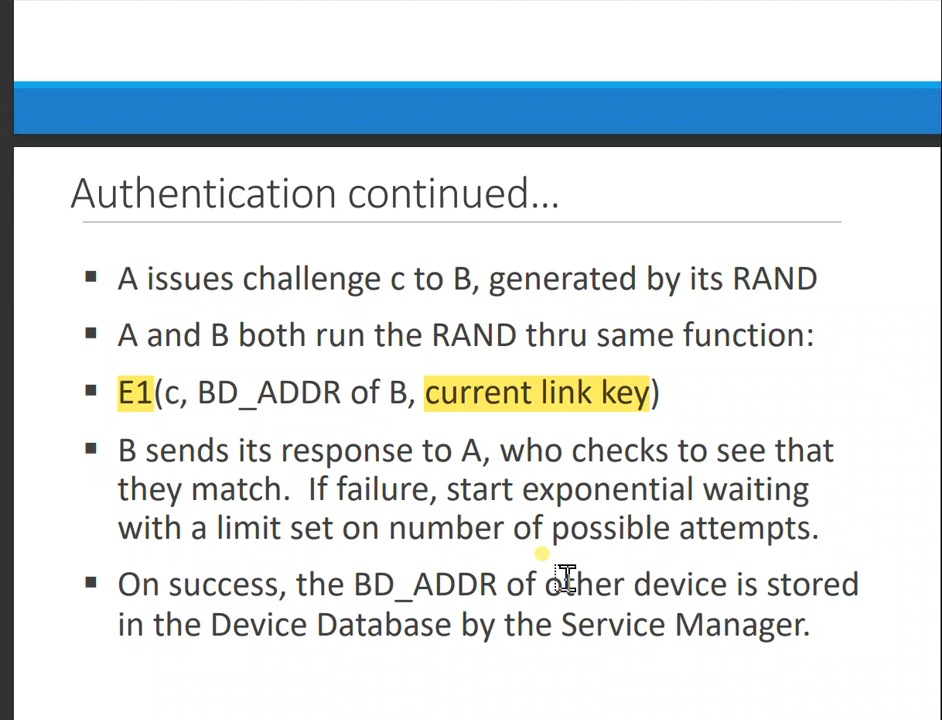 Authentication continued...
▪ A issues challenge c to B, generated by its RAND
▪ A and B both run the RAND thru same function:
▪ E1(c, BD_ADDR of B, current link key)
▪ B sends its response to A, who checks to see that
they match.  If failure, start exponential waiting
with a limit set on number of possible attempts.
▪ On success, the BD_ADDR of other device is stored
in the Device Database by the Service Manager.